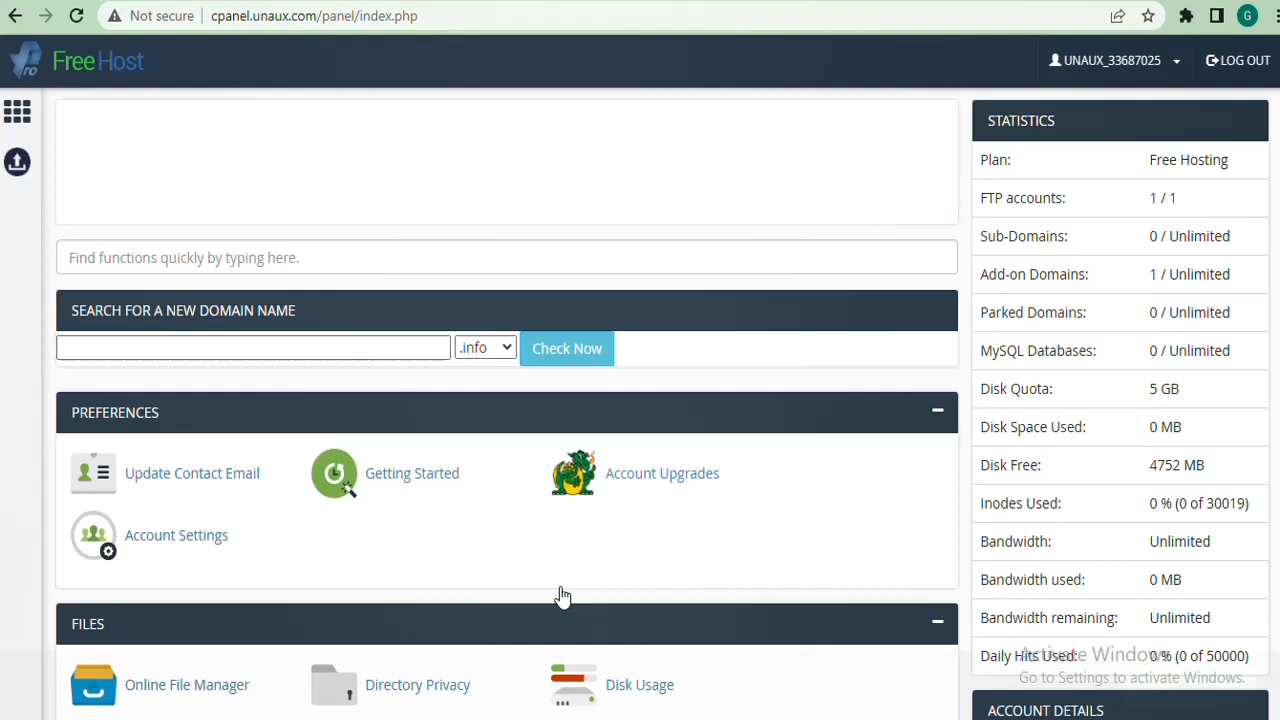 Not secure cpanel.unaux.com/panel/index.php G
Pro FreeHost UNAUX_33687025 LOG OUT
Find functions quickly by typing here.
SEARCH FOR A NEW DOMAIN NAME
.info Check Now
PREFERENCES
Update Contact Email Getting Started Account Upgrades
Account Settings
FILES
Online File Manager Directory Privacy Disk Usage
STATISTICS
Plan: Free Hosting
FTP accounts: 1 / 1
Sub-Domains: 0 / Unlimited
Add-on Domains: 1 / Unlimited
Parked Domains: 0 / Unlimited
MySQL Databases: 0 / Unlimited
Disk Quota: 5 GB
Disk Space Used: 0 MB
Disk Free: 4752 MB
Inodes Used: 0 % (0 of 30019)
Bandwidth: Unlimited
Bandwidth used: 0 MB
Bandwidth remaining: Unlimited
Daily Hits Used: 0 % (0 of 50000)
Activate Windows
Go to Settings to activate Windows.
ACCOUNT DETAILS